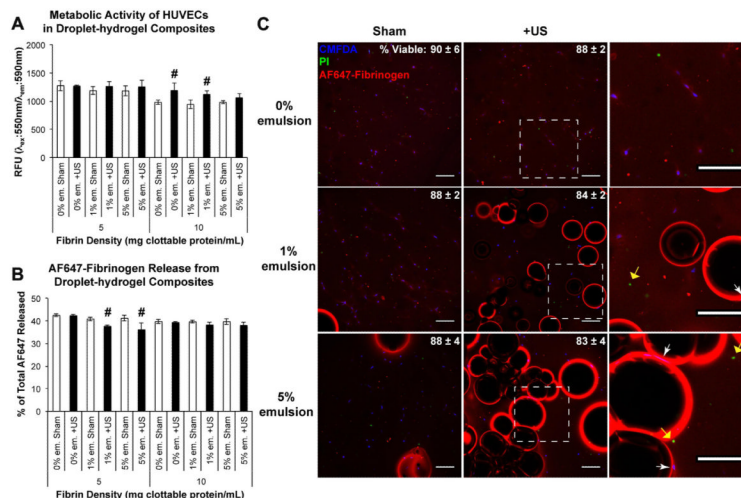 A
Metabolic Activity of HUVECs
in Droplet-hydrogel Composites
RFU (λex:550nm/λem:590nm)
2000
1600
1200
800
400
0
# #
0% em. Sham
0% em. +US
1% em. Sham
1% em. +US
5% em. Sham
5% em. +US
0% em. Sham
0% em. +US
1% em. Sham
1% em. +US
5% em. Sham
5% em. +US
5 10
Fibrin Density (mg clottable protein/mL)
B
AF647-Fibrinogen Release from
Droplet-hydrogel Composites
% of Total AF647 Released
50
40
30
20
10
0
# #
0% em. Sham
0% em. +US
1% em. Sham
1% em. +US
5% em. Sham
5% em. +US
0% em. Sham
0% em. +US
1% em. Sham
1% em. +US
5% em. Sham
5% em. +US
5 10
Fibrin Density (mg clottable protein/mL)
C
Sham +US
CMFDA
PI
AF647-Fibrinogen
% Viable: 90 ± 6
88 ± 2
0%
emulsion
88 ± 2
84 ± 2
1%
emulsion
88 ± 4
83 ± 4
5%
emulsion